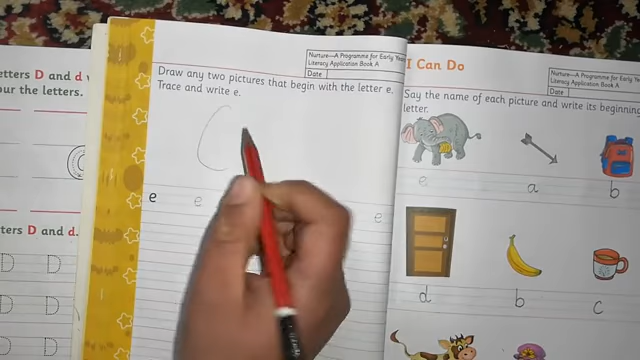 etters D and d
our the letters.
ters D and d.
D D
D D
D D
Nurture—A Programme for Early Year
Literacy Application Book A
Date
Draw any two pictures that begin with the letter e.
Trace and write e.
e e e
I Can Do
Nurture—A Programme for Early
Literacy Application Book A
Date
Say the name of each picture and write its beginning
letter.
e a b
d b c